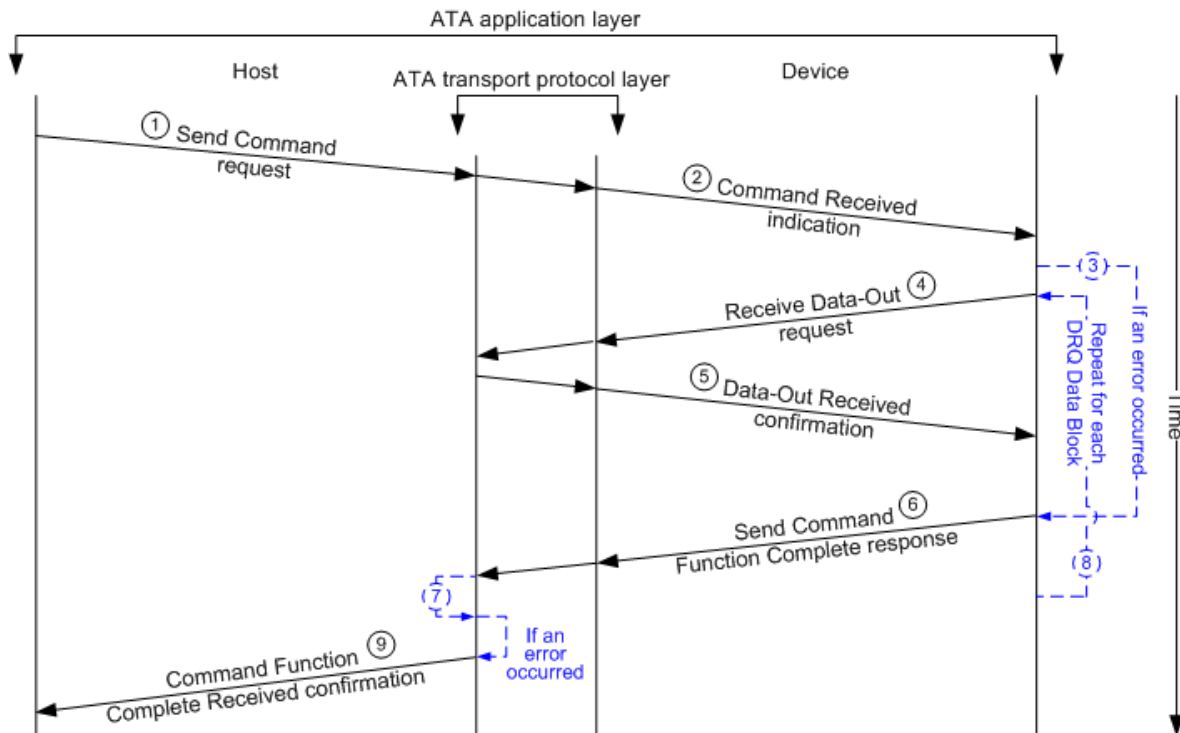 ATA application layer
Host
Device
ATA transport protocol layer
1 Send Command
request
2 Command Received
indication
3
If an error occurred
Receive Data-Out 4
request
Repeat for each
DRQ Data Block
5 Data-Out Received
confirmation
Time
Send Command 6
Function Complete response
7
8
If an
error
occurred
Command Function 9
Complete Received confirmation